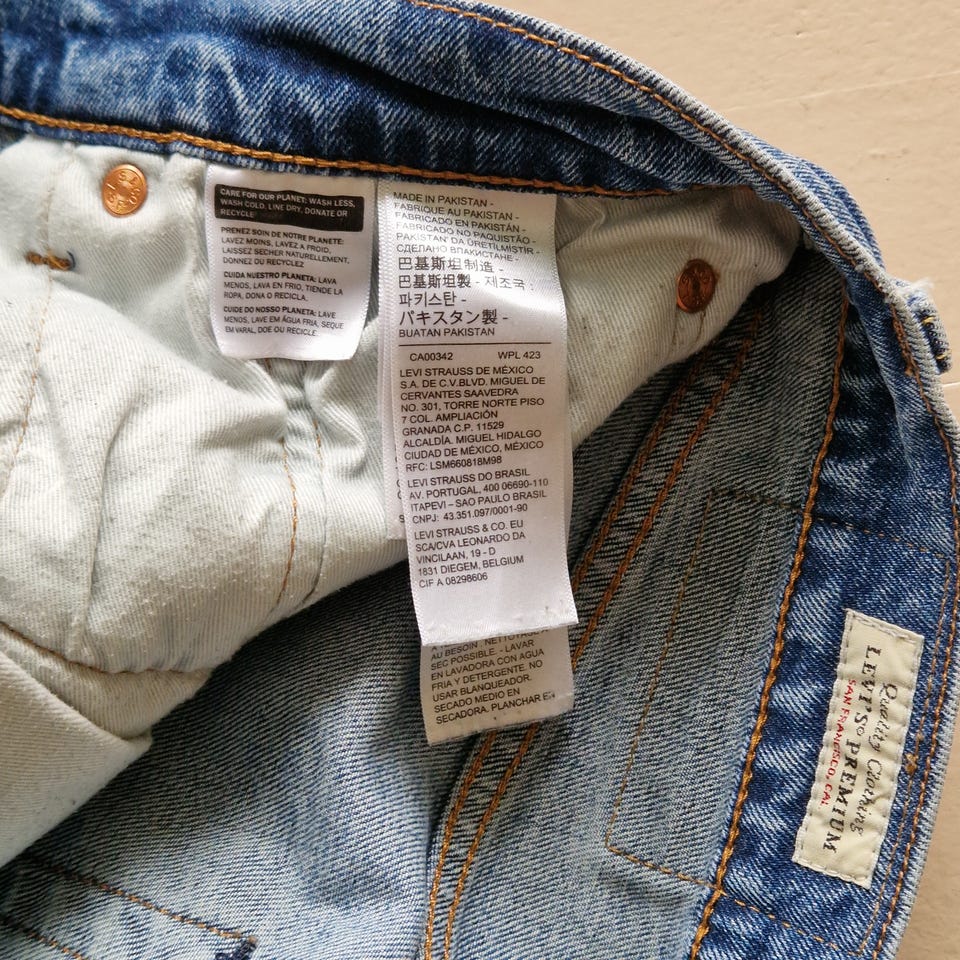 CARE FOR OUR PLANET: WASH LESS,
WASH COLD, LINE DRY, DONATE OR
RECYCLE
PRENEZ SOIN DE NOTRE PLANETE:
LAVEZ MOINS, LAVEZ A FROID,
LAISSEZ SECHER NATURELLEMENT,
DONNEZ OU RECYCLEZ
CUIDA NUESTRO PLANETA: LAVA
MENOS, LAVA EN FRIO, TIENDE LA
ROPA, DONA O RECICLA.
CUIDE DO NOSSO PLANETA: LAVE
MENOS, LAVE EM ÁGUA FRIA, SEQUE
EM VARAL, DOE OU RECICLE.
MADE IN PAKISTAN -
FABRIQUE AU PAKISTAN -
FABRICADO EN PAKISTÁN -
FABRICADO NO PAQUISTÃO -
PAKISTAN' DA ÜRETİLMİSTİR -
СДЕЛАНО ВПАКИСТАНЕ -
巴基斯坦制造 -
巴基斯坦製 - 제조국 :
파키스탄 -
パキスタン製 -
BUATAN PAKISTAN
CA00342 WPL 423
LEVI STRAUSS DE MÉXICO
S.A. DE C.V.BLVD. MIGUEL DE
CERVANTES SAAVEDRA
NO. 301, TORRE NORTE PISO
7 COL. AMPLIACIÓN
GRANADA C.P. 11529
ALCALDÍA. MIGUEL HIDALGO
CIUDAD DE MÉXICO, MÉXICO
RFC: LSM660818M98
LEVI STRAUSS DO BRASIL
AV. PORTUGAL, 400 06690-110
ITAPEVI – SAO PAULO BRASIL
CNPJ: 43.351.097/0001-90
LEVI STRAUSS & CO. EU
SCA/CVA LEONARDO DA
VINCILAAN, 19 - D
1831 DIEGEM, BELGIUM
CIF A 08298606
AU BESOIN - NETTOYAGE A
SEC POSSIBLE. - LAVAR
EN LAVADORA CON AGUA
FRIA Y DETERGENTE. NO
USAR BLANQUEADOR.
SECADO MEDIO EN
SECADORA. PLANCHAR EN
Quality Clothing
LEVI'S® PREMIUM
SAN FRANCISCO, CAL.